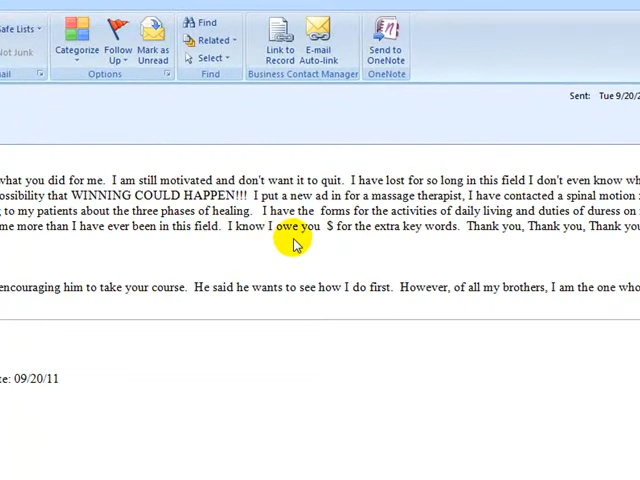 afe Lists
Not Junk
ail
Categorize
Follow Up
Mark as Unread
Options
Find
Related
Select
Find
Link to Record
E-mail Auto-link
Business Contact Manager
Send to OneNote
OneNote
Sent: Tue 9/20/2
what you did for me. I am still motivated and don't want it to quit. I have lost for so long in this field I don't even know wh
ossibility that WINNING COULD HAPPEN!!! I put a new ad in for a massage therapist, I have contacted a spinal motion
g to my patients about the three phases of healing. I have the forms for the activities of daily living and duties of duress on
me more than I have ever been in this field. I know I owe you $ for the extra key words. Thank you, Thank you, Thank you
encouraging him to take your course. He said he wants to see how I do first. However, of all my brothers, I am the one who
te: 09/20/11